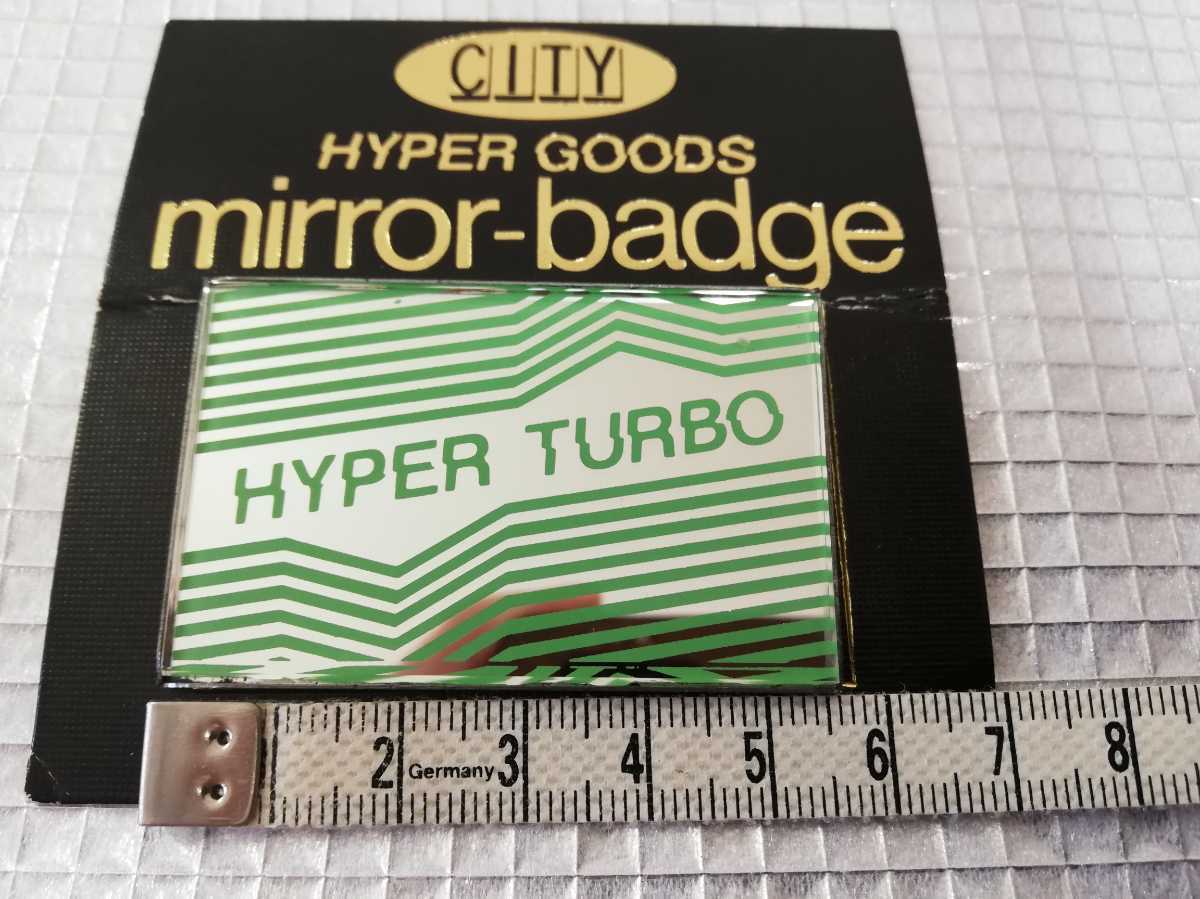 CITY
HYPER GOODS
mirror-badge
HYPER TURBO
2 Germany 3 4 5 6 7 8